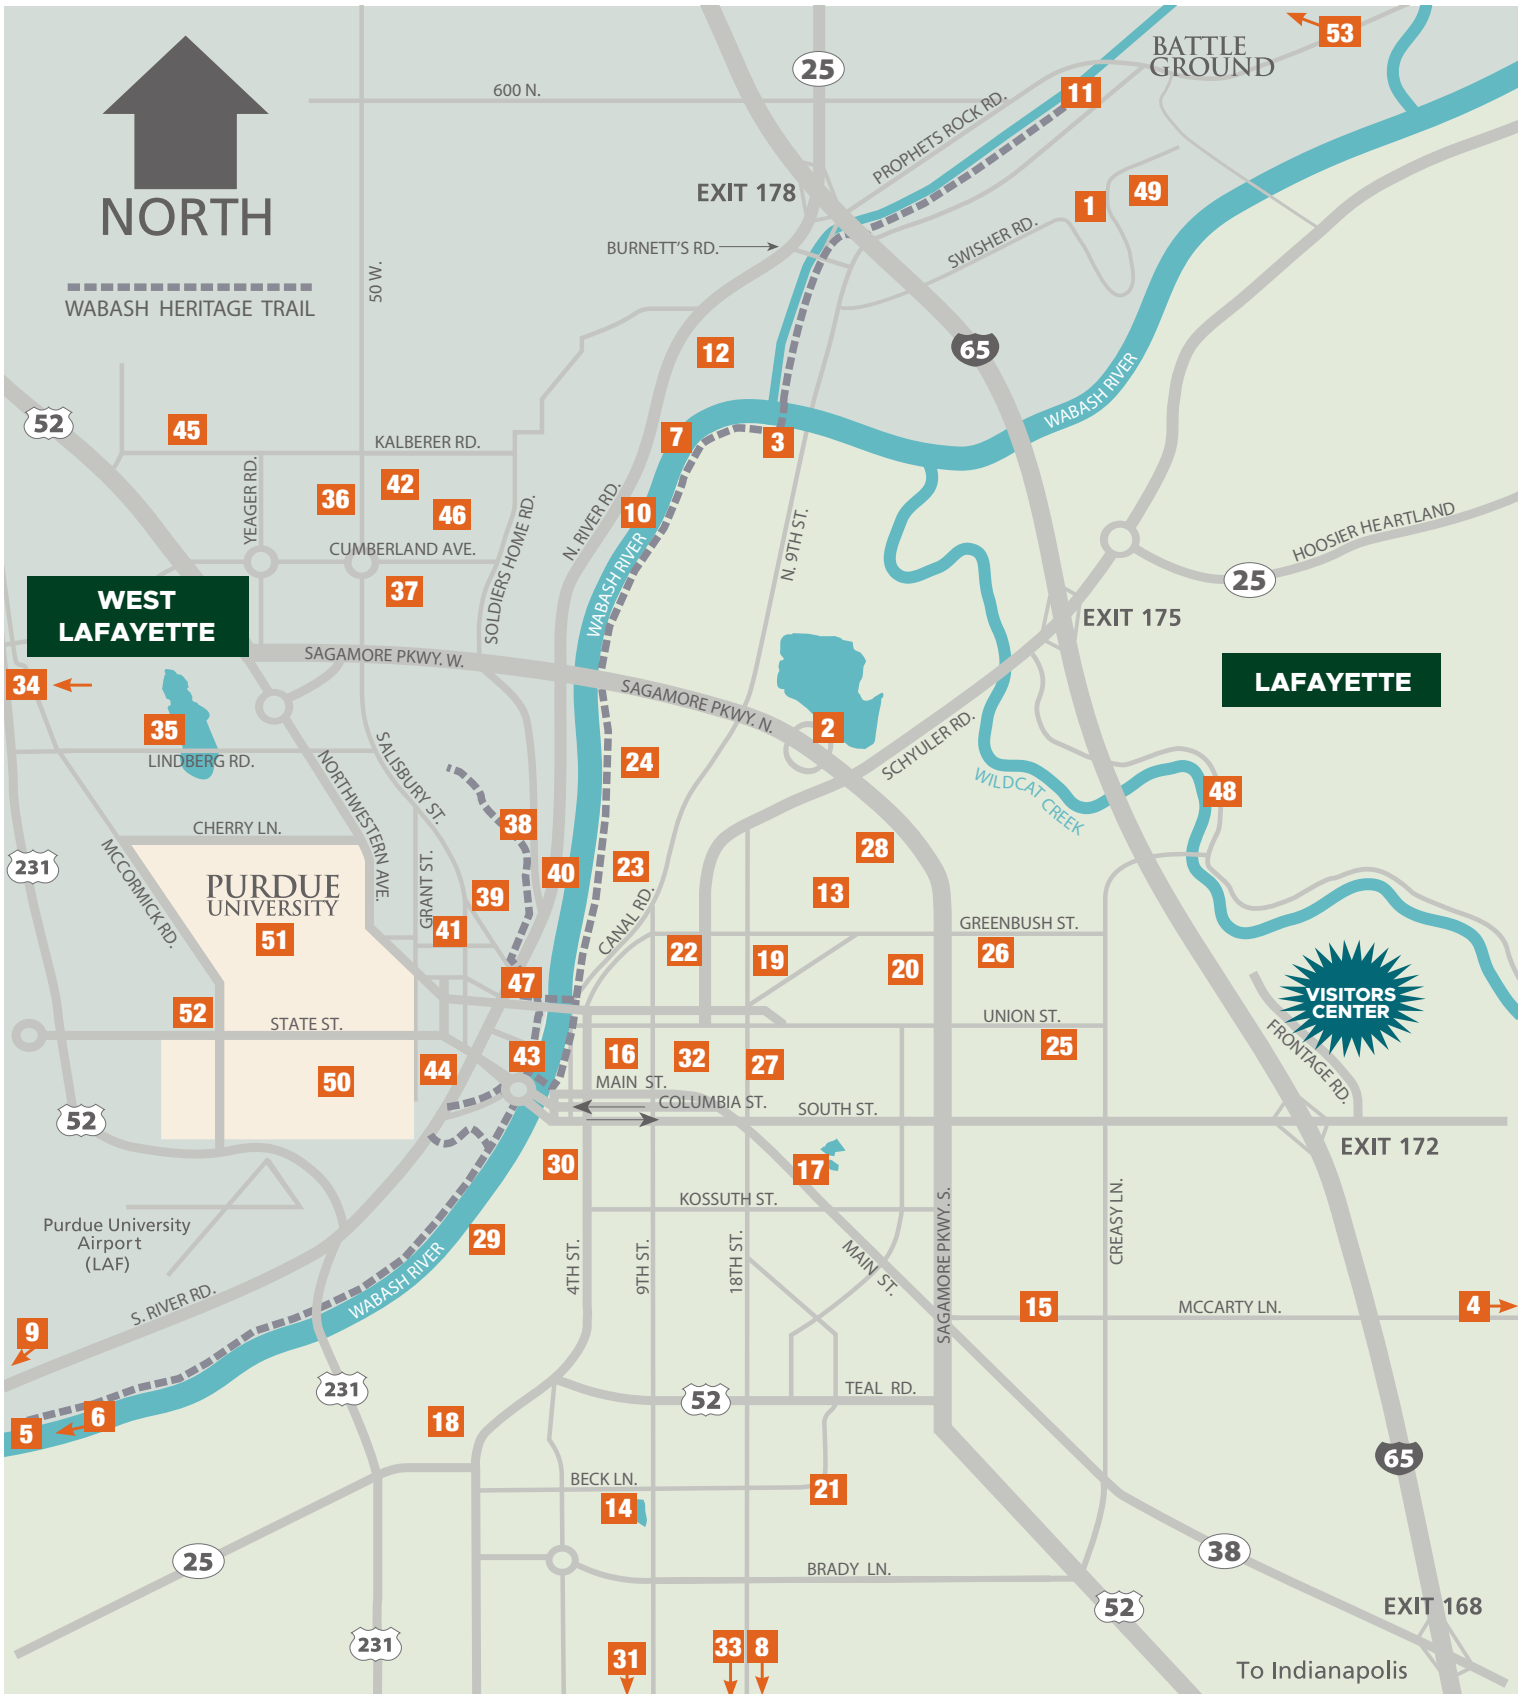 53
BATTLE
GROUND
25
600 N.
11
PROPHETS ROCK RD.
NORTH
EXIT 178
1
49
BURNETT'S RD.
SWISHER RD.
50 W.
WABASH HERITAGE TRAIL
12
65
WABASH RIVER
52
45
KALBERER RD.
7
3
YEAGER RD.
36
42
46
10
SOLDIERS HOME RD.
N. RIVER RD.
WABASH RIVER
N. 9TH ST.
HOOSIER HEARTLAND
25
CUMBERLAND AVE.
37
WEST
LAFAYETTE
EXIT 175
SAGAMORE PKWY. W.
LAFAYETTE
34
SAGAMORE PKWY. N.
2
35
LINDBERG RD.
NORTHWESTERN AVE.
SALISBURY ST.
24
SCHYULER RD.
WILDCAT CREEK
48
CHERRY LN.
38
28
231
MCCORMICK RD.
PURDUE
UNIVERSITY
GRANT ST.
39
40
23
13
41
51
CANAL RD.
GREENBUSH ST.
22
19
20
26
47
VISITORS
CENTER
52
STATE ST.
UNION ST.
FRONTAGE RD.
43
16
32
27
25
44
50
MAIN ST.
COLUMBIA ST.
SOUTH ST.
52
EXIT 172
30
17
KOSSUTH ST.
Purdue University
Airport
(LAF)
29
4TH ST.
9TH ST.
18TH ST.
MAIN ST.
SAGAMORE PKWY. S.
CREASY LN.
WABASH RIVER
S. RIVER RD.
15
MCCARTY LN.
4
9
231
52
TEAL RD.
5
6
18
65
BECK LN.
14
21
25
38
BRADY LN.
52
EXIT 168
231
31
33
8
To Indianapolis